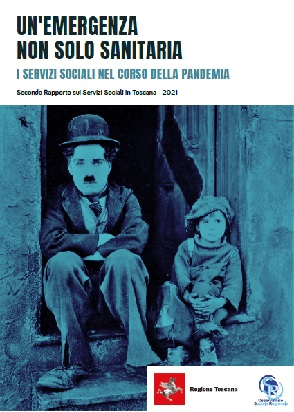 UN'EMERGENZA
NON SOLO SANITARIA
I SERVIZI SOCIALI NEL CORSO DELLA PANDEMIA
Secondo Rapporto sui Servizi Sociali in Toscana - 2021
Regione Toscana